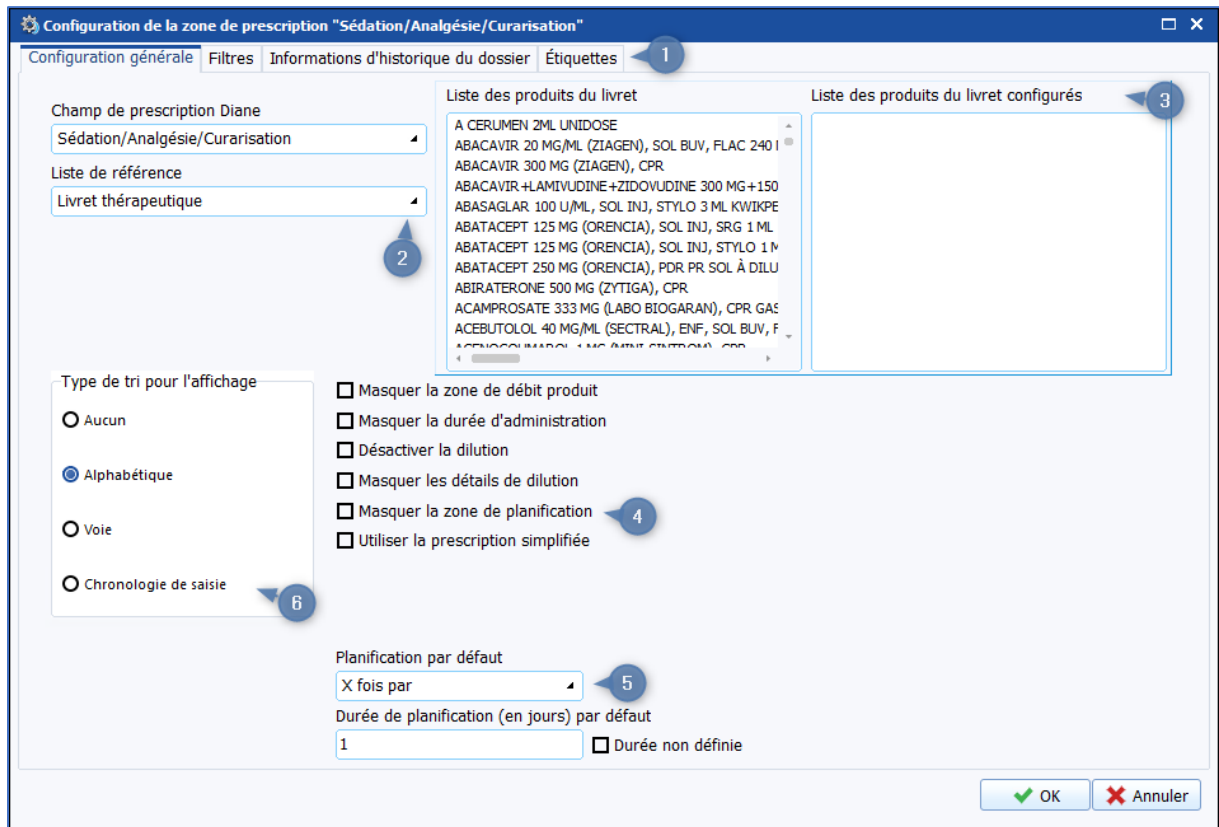 Configuration de la zone de prescription "Sédation/Analgésie/Curarisation"
Configuration générale Filtres Informations d'historique du dossier Étiquettes
1
Champ de prescription Diane
Sédation/Analgésie/Curarisation
Liste de référence
Livret thérapeutique
2
Liste des produits du livret
A CERUMEN 2ML UNIDOSE
ABACAVIR 20 MG/ML (ZIAGEN), SOL BUV, FLAC 240
ABACAVIR 300 MG (ZIAGEN), CPR
ABACAVIR+LAMIVUDINE+ZIDOVUDINE 300 MG+150
ABASAGLAR 100 U/ML, SOL INJ, STYLO 3 ML KWIKPE
ABATACEPT 125 MG (ORENCIA), SOL INJ, SRG 1 ML
ABATACEPT 125 MG (ORENCIA), SOL INJ, STYLO 1 M
ABATACEPT 250 MG (ORENCIA), PDR PR SOL À DILU
ABIRATERONE 500 MG (ZYTIGA), CPR
ACAMPROSATE 333 MG (LABO BIOGARAN), CPR GAS
ACEBUTOLOL 40 MG/ML (SECTRAL), ENF, SOL BUV, F
ACENOCOUMAROL 1 MG (MINI SINTROM), CPR
Liste des produits du livret configurés
3
Type de tri pour l'affichage
Aucun
Alphabétique
Voie
Chronologie de saisie
6
Masquer la zone de débit produit
Masquer la durée d'administration
Désactiver la dilution
Masquer les détails de dilution
Masquer la zone de planification
4
Utiliser la prescription simplifiée
Planification par défaut
X fois par
5
Durée de planification (en jours) par défaut
1
Durée non définie
OK Annuler